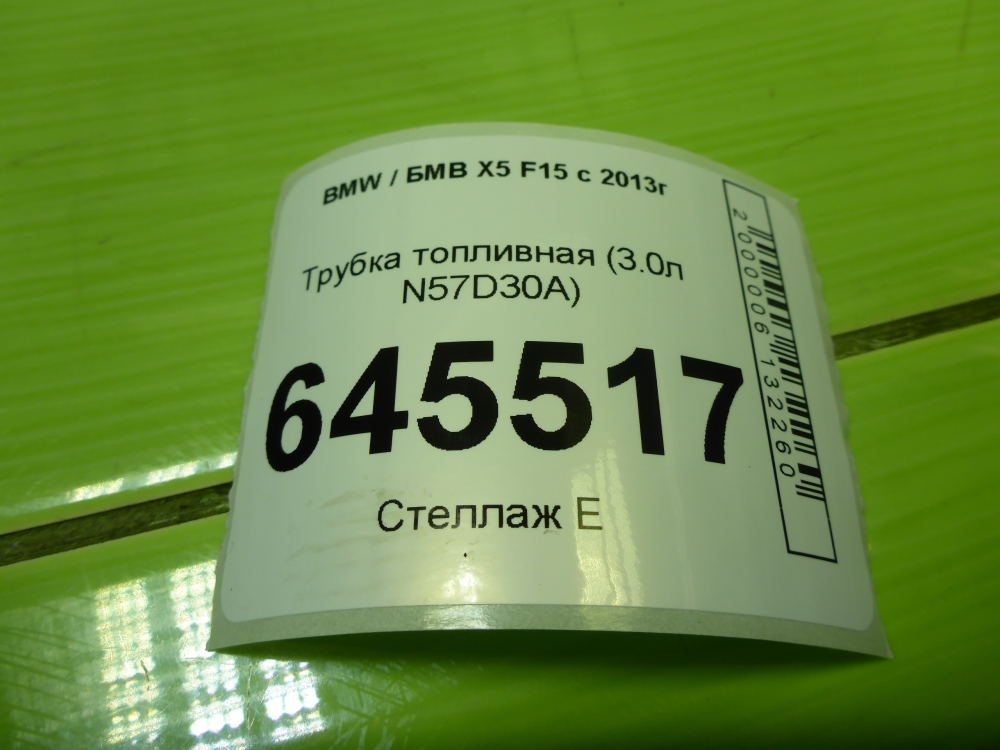 BMW / БМВ X5 F15 с 2013г
Трубка топливная (3.0л
N57D30A)
645517
Стеллаж Е
2000006132260